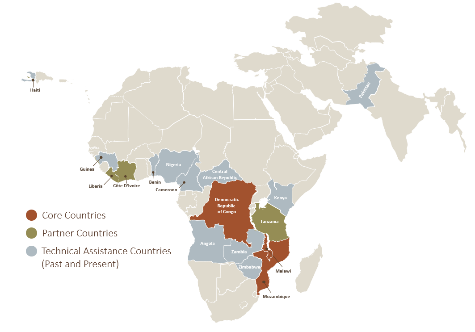 Pakistan
Haiti
Guinea
Liberia
Côte D'Ivoire
Benin
Nigeria
Cameroon
Central
African Republic
Democratic
Republic
of Congo
Kenya
Tanzania
Angola
Zambia
Zimbabwe
Malawi
Mozambique
Core Countries
Partner Countries
Technical Assistance Countries
(Past and Present)